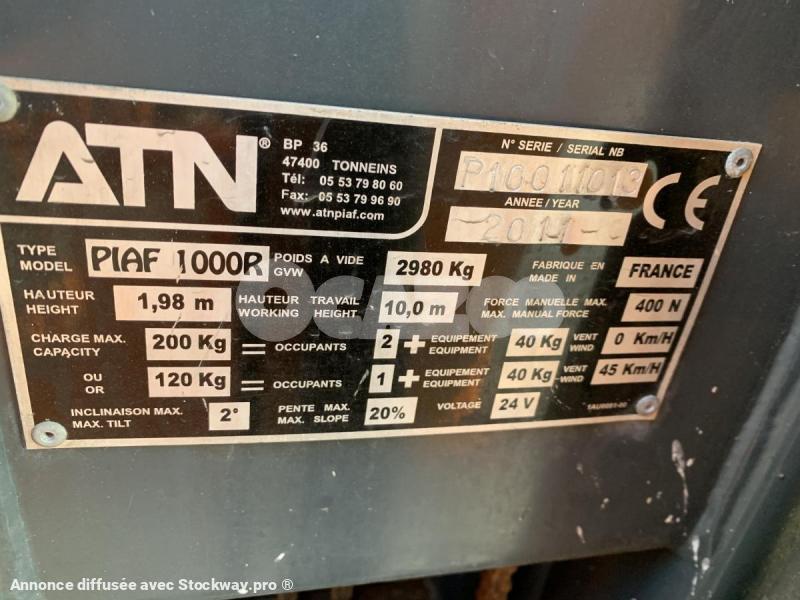 ATN®
BP 36
47400 TONNEINS
Tél: 05 53 79 80 60
Fax: 05 53 79 96 90
www.atnpiaf.com
N° SERIE / SERIAL NB
P10011013
ANNEE / YEAR
2011
CE
TYPE MODEL PIAF 1000R
POIDS A VIDE GVW 2980 Kg
FABRIQUE EN MADE IN FRANCE
HAUTEUR HEIGHT 1,98 m
HAUTEUR TRAVAIL WORKING HEIGHT 10,0 m
FORCE MANUELLE MAX. MAX. MANUAL FORCE 400 N
CHARGE MAX. CAPACITY 200 Kg = OCCUPANTS 2 + EQUIPEMENT EQUIPMENT 40 Kg VENT WIND 0 Km/H
OU OR 120 Kg = OCCUPANTS 1 + EQUIPEMENT EQUIPMENT 40 Kg VENT WIND 45 Km/H
INCLINAISON MAX. MAX. TILT 2°
PENTE MAX. MAX. SLOPE 20%
VOLTAGE 24 V
OCAZOO
Annonce diffusée avec Stockway.pro ®